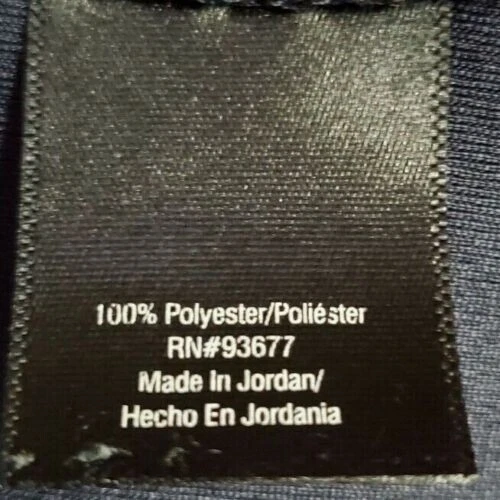 100% Polyester/Poliéster
RN#93677
Made In Jordan/
Hecho En Jordania